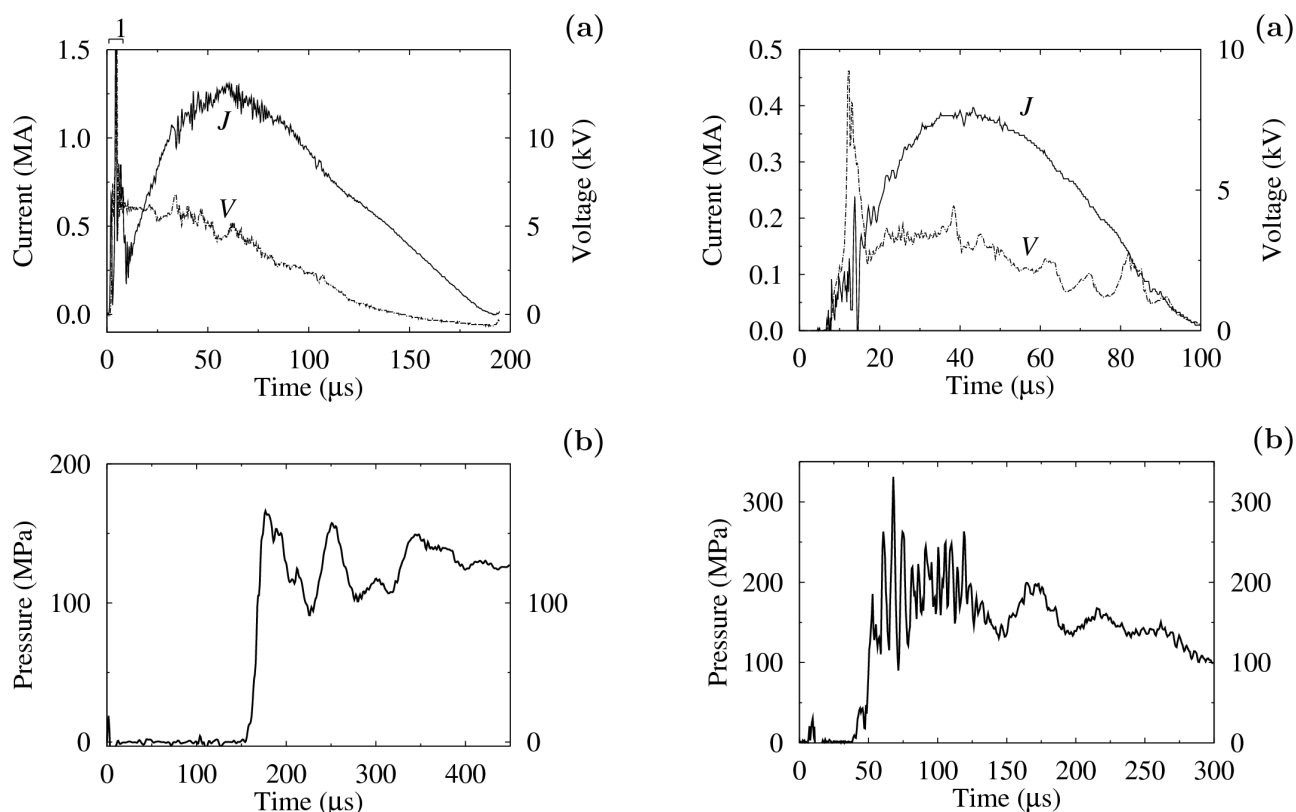 (a)
1
1.5
1.0
0.5
0.0
Current (MA)
J
V
10
5
0
Voltage (kV)
0 50 100 150 200
Time (μs)
(a)
0.5
0.4
0.3
0.2
0.1
0.0
Current (MA)
J
V
10
5
0
Voltage (kV)
0 20 40 60 80 100
Time (μs)
(b)
200
100
0
Pressure (MPa)
100
0
0 100 200 300 400
Time (μs)
(b)
300
200
100
0
Pressure (MPa)
300
200
100
0
0 50 100 150 200 250 300
Time (μs)